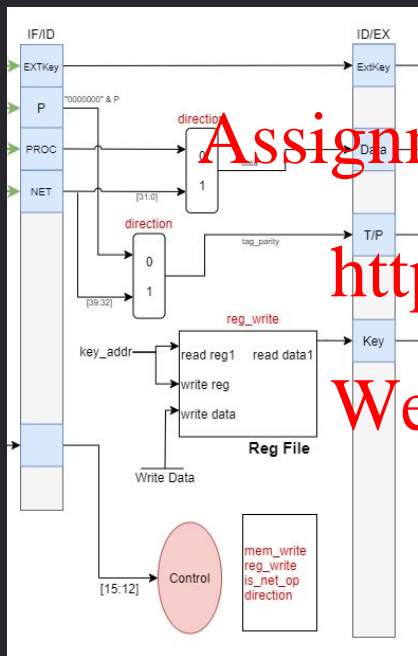 IF/ID
ID/EX
EXTKey
ExtKey
P
"0000000" & P
direction
PROC
0
Data
data
NET
1
[31:0]
direction
T/P
0
tag_parity
1
[39:32]
reg_write
Key
key_addr
read reg1
read data1
write reg
write data
Reg File
Write Data
Control
mem_write
reg_write
is_net_op
direction
[15:12]
Assignm
http
We